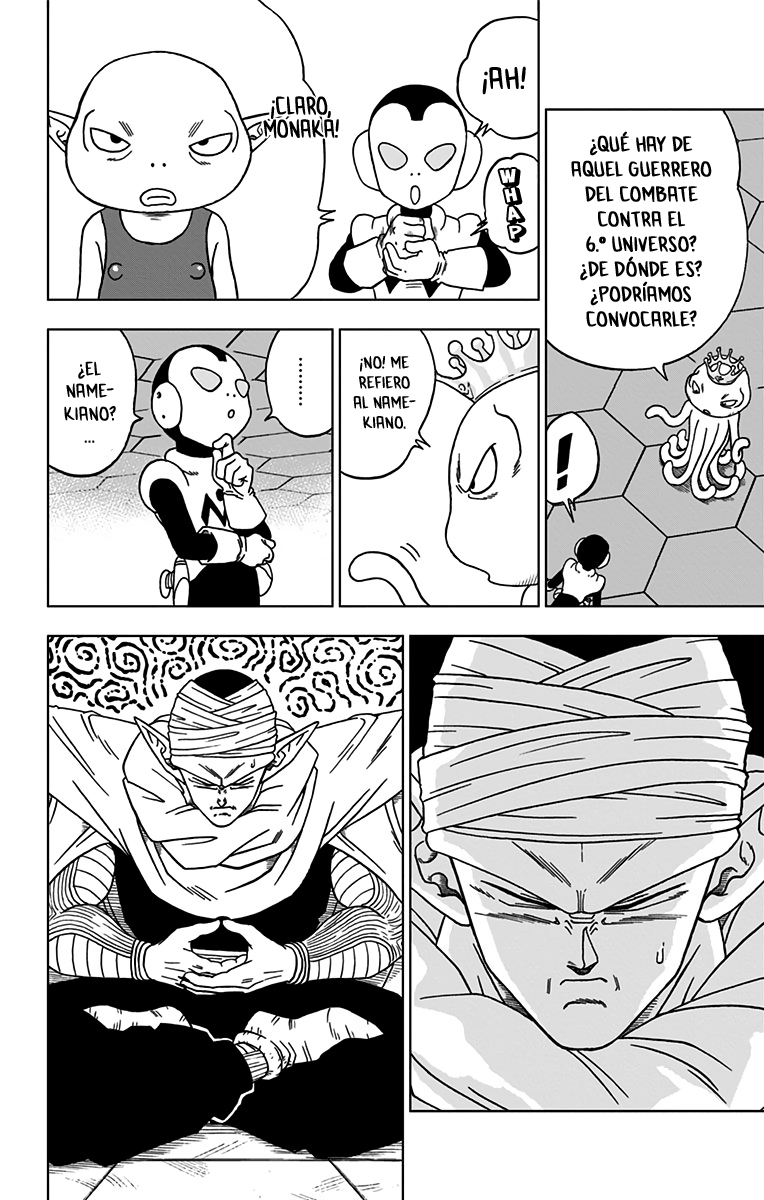 ¿QUÉ HAY DE
AQUEL GUERRERO
DEL COMBATE
CONTRA EL
6.º UNIVERSO?
¿DE DÓNDE ES?
¿PODRÍAMOS
CONVOCARLE?
!
¡AH!
WHAP
¡CLARO,
MONAKA!
¡NO! ME
REFIERO
AL NAME-
KIANO.
.........
¿EL
NAME-
KIANO?
...
N